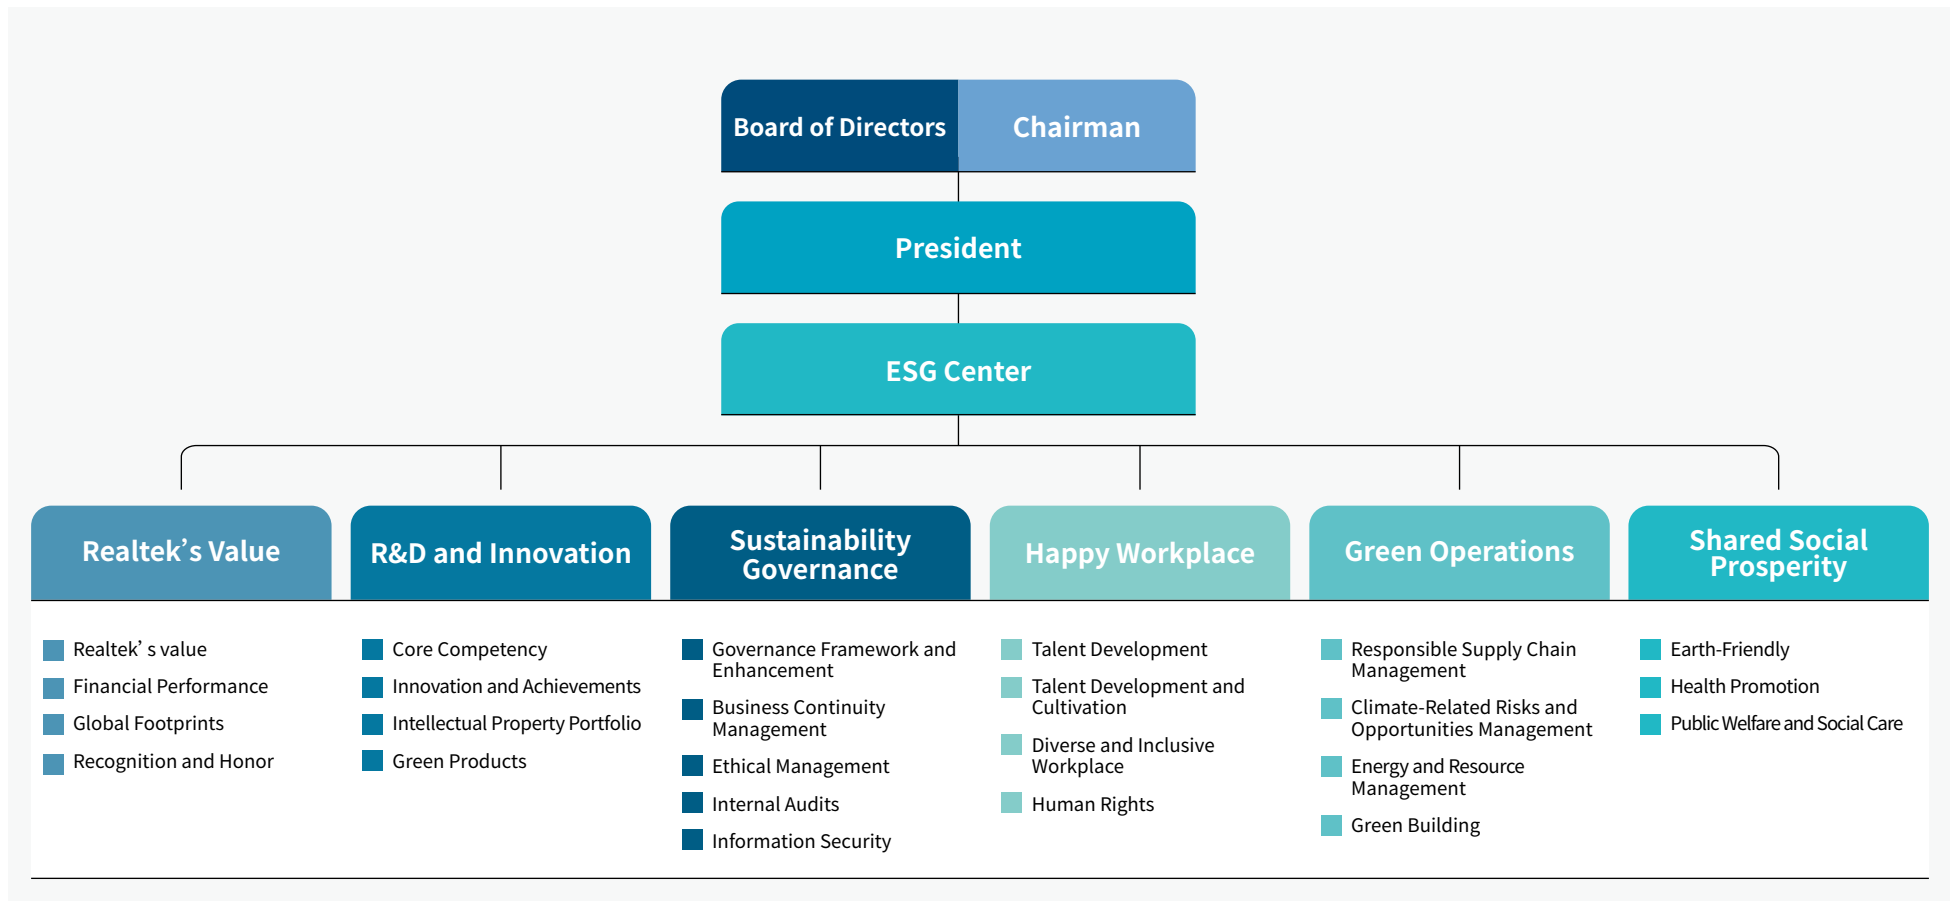 Board of Directors
Chairman
President
ESG Center
Realtek’s Value
Realtek’ s value
Financial Performance
Global Footprints
Recognition and Honor
R&D and Innovation
Core Competency
Innovation and Achievements
Intellectual Property Portfolio
Green Products
Sustainability
Governance
Governance Framework and
Enhancement
Business Continuity
Management
Ethical Management
Internal Audits
Information Security
Happy Workplace
Talent Development
Talent Development and
Cultivation
Diverse and Inclusive
Workplace
Human Rights
Green Operations
Responsible Supply Chain
Management
Climate-Related Risks and
Opportunities Management
Energy and Resource
Management
Green Building
Shared Social
Prosperity
Earth-Friendly
Health Promotion
Public Welfare and Social Care